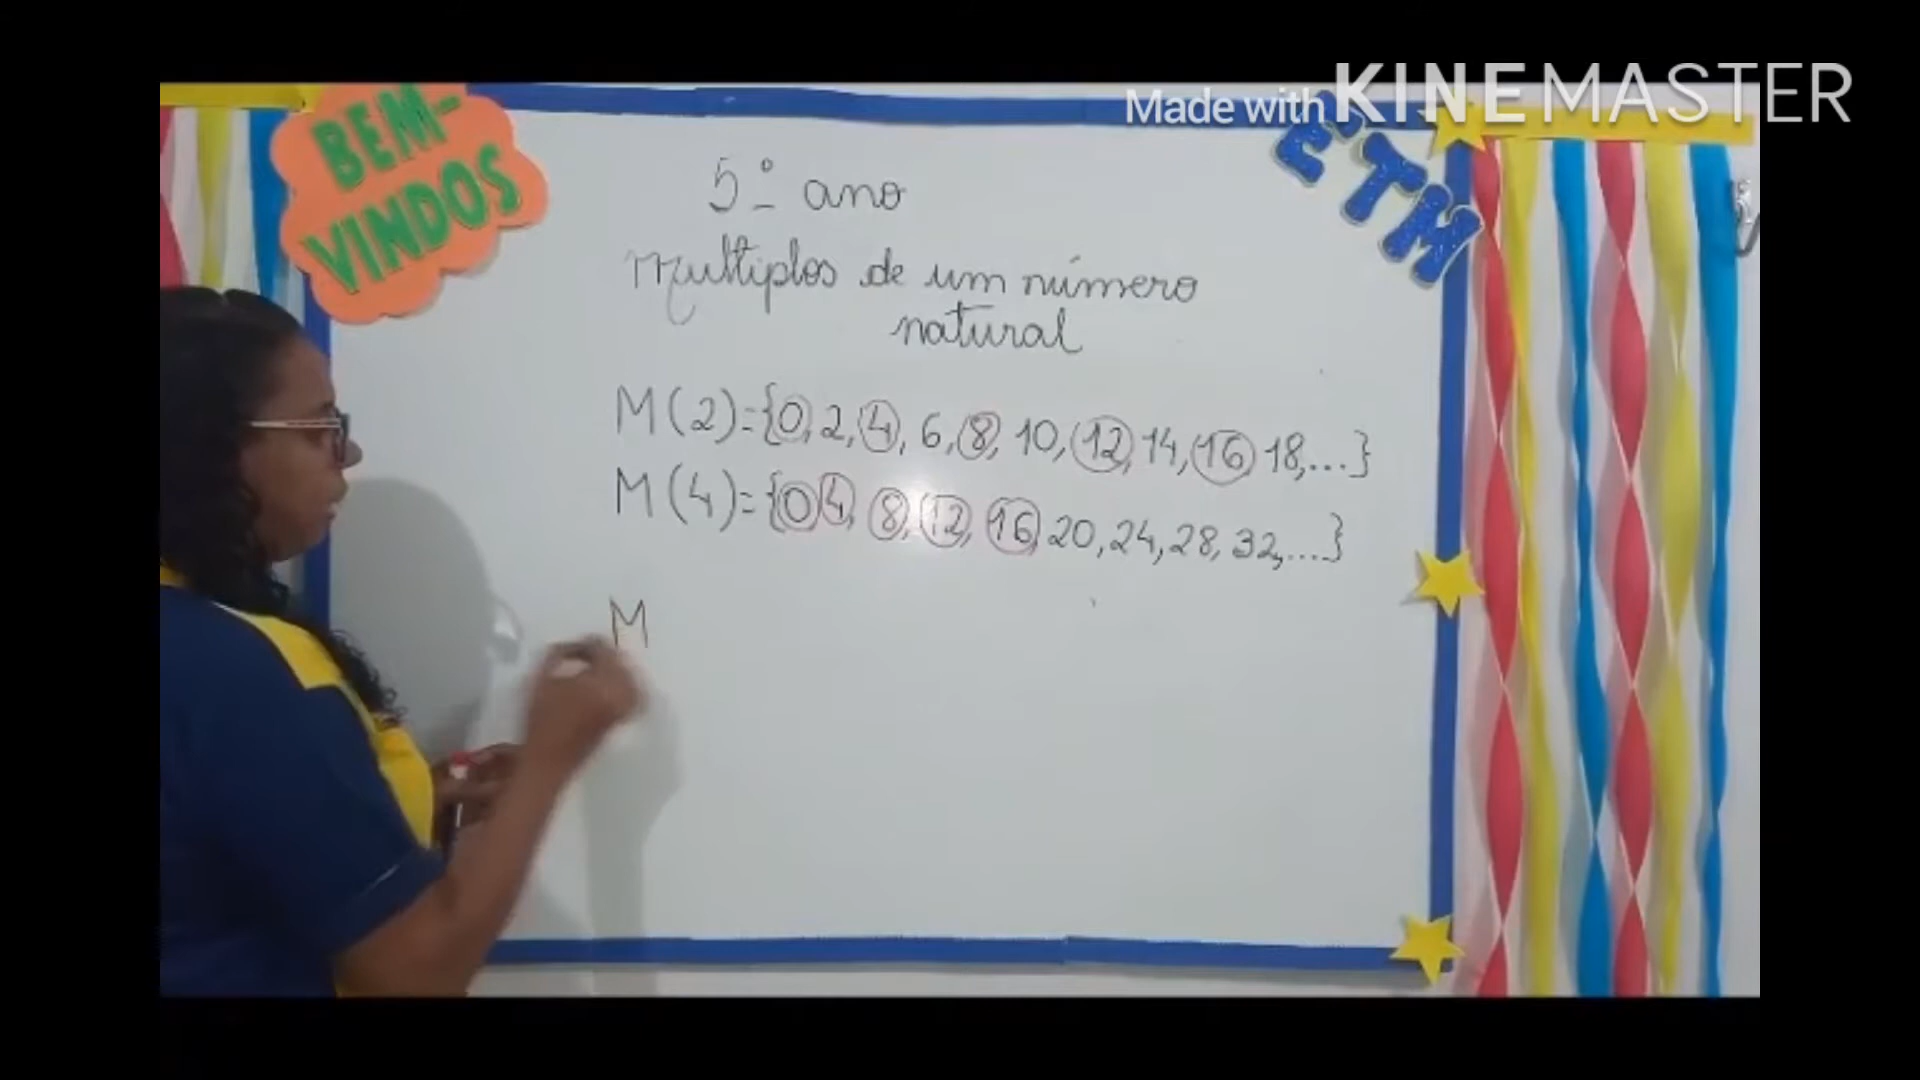 Made with KINEMASTER
BEM-
VINDOS
ETM
5º ano
Multiplos de um número
natural
M(2)={0,2,4,6,8,10,12,14,16,18,...}
M(4)={0,4,8,12,16,20,24,28,32,....}
M